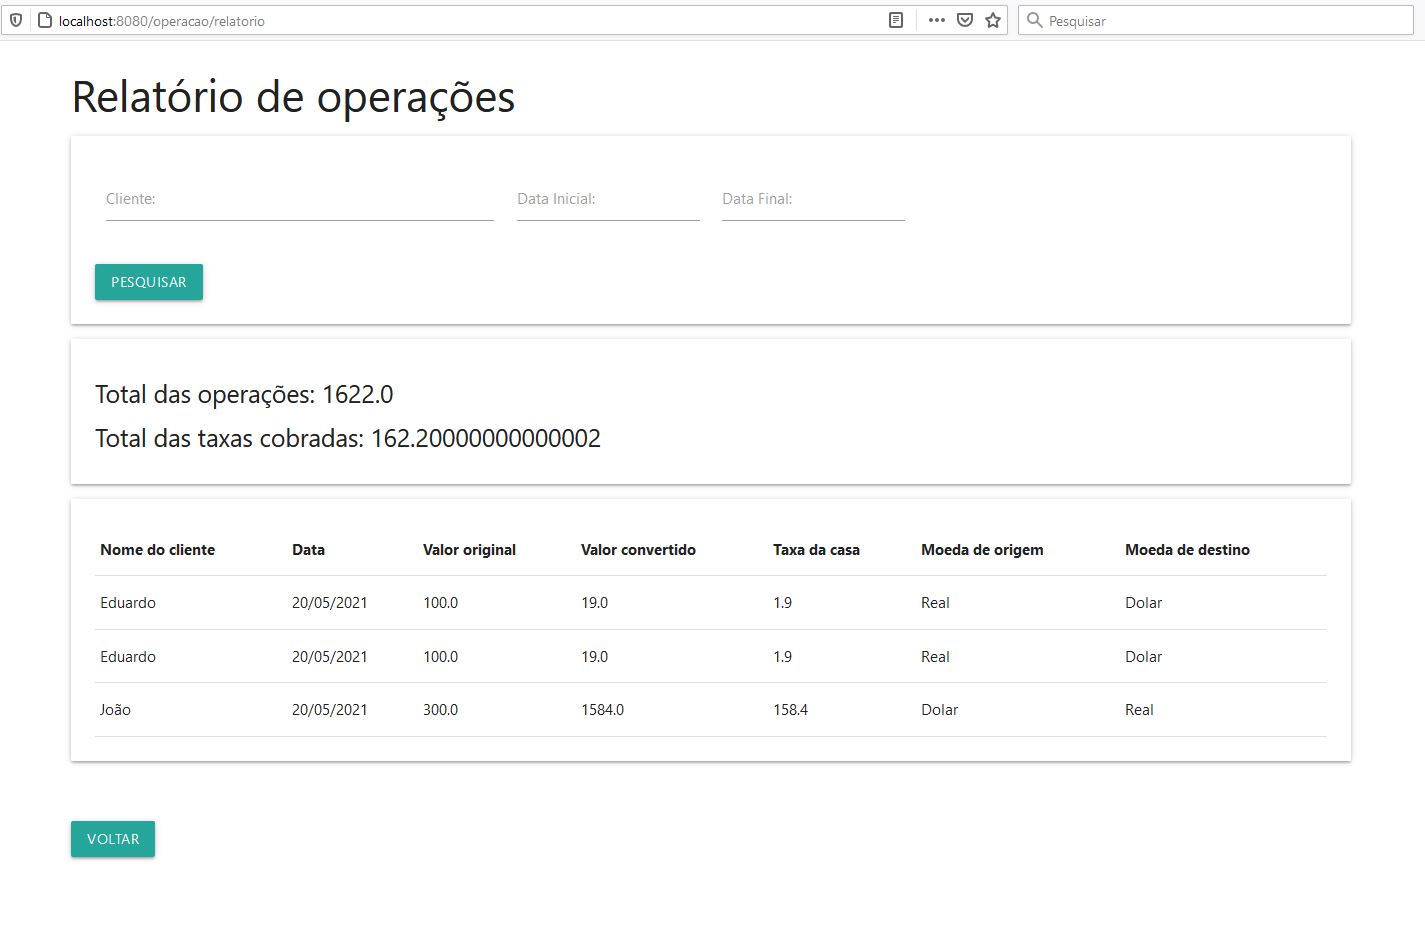 localhost:8080/operacao/relatorio
Pesquisar
Relatório de operações
Cliente: Data Inicial: Data Final:
PESQUISAR
Total das operações: 1622.0
Total das taxas cobradas: 162.20000000000002
Nome do cliente Data Valor original Valor convertido Taxa da casa Moeda de origem Moeda de destino
Eduardo 20/05/2021 100.0 19.0 1.9 Real Dolar
Eduardo 20/05/2021 100.0 19.0 1.9 Real Dolar
João 20/05/2021 300.0 1584.0 158.4 Dolar Real
VOLTAR